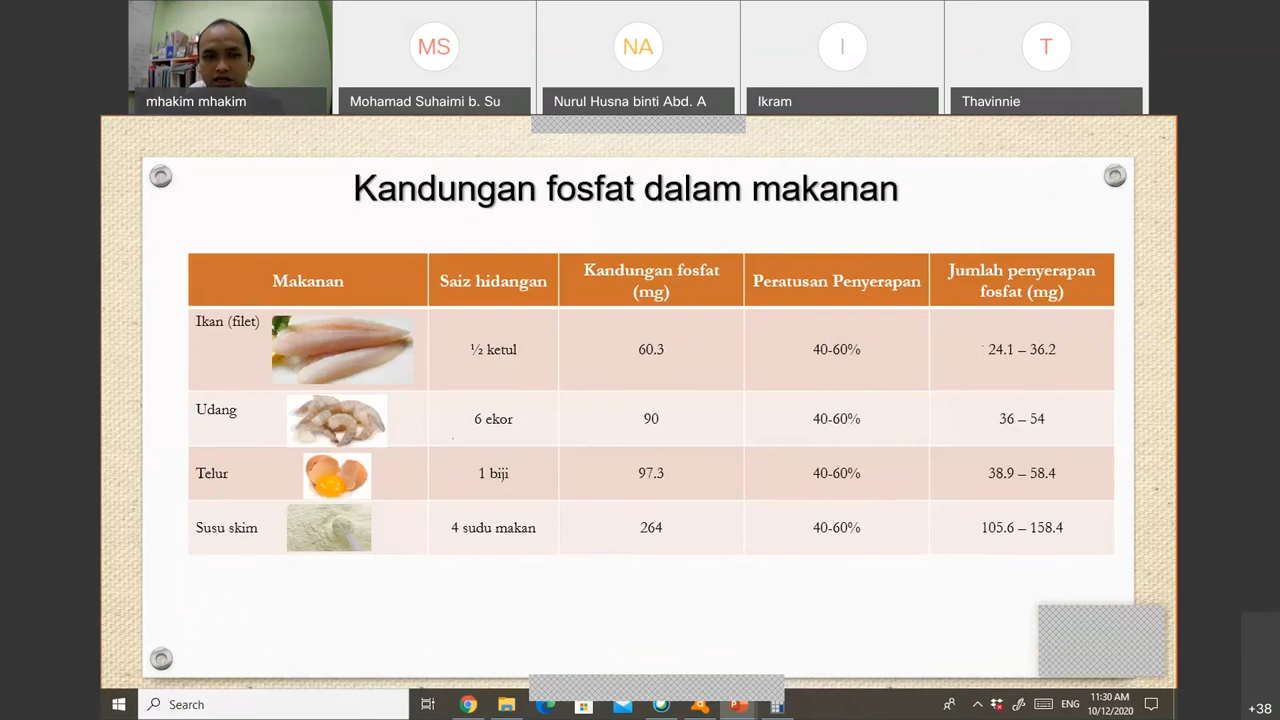 MS
NA
I
T
mhakim mhakim
Mohamad Suhaimi b. Su
Nurul Husna binti Abd. A
Ikram
Thavinnie
Kandungan fosfat dalam makanan
Makanan
Saiz hidangan
Kandungan fosfat
(mg)
Peratusan Penyerapan
Jumlah penyerapan
fosfat (mg)
Ikan (filet)
½ ketul
60.3
40-60%
24.1 – 36.2
Udang
6 ekor
90
40-60%
36 – 54
Telur
1 biji
97.3
40-60%
38.9 – 58.4
Susu skim
4 sudu makan
264
40-60%
105.6 – 158.4
Search
ENG
11:30 AM
10/12/2020
+38